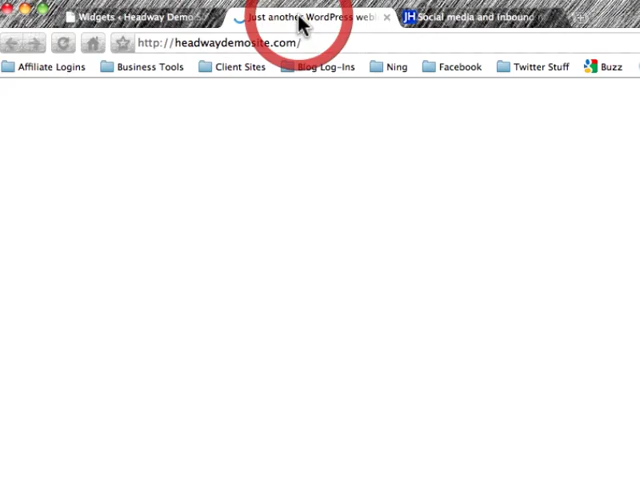 Widgets ‹ Headway Demo S
Just another WordPress web
JH Social media and Inbound
http://headwaydemosite.com/
Affiliate Logins Business Tools Client Sites Blog Log-Ins Ning Facebook Twitter Stuff Buzz